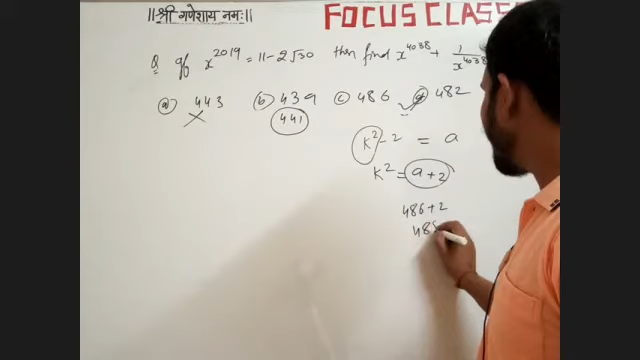 ||श्री गणेशाय नमः||
FOCUS CLASSE
Q If x^2019 = 11 - 2√30 then find x^4038 + 1/x^4038
(a) 443 (b) 439 (c) 486 (d) 482
441
k² - 2 = a
k² = a + 2
486 + 2
488